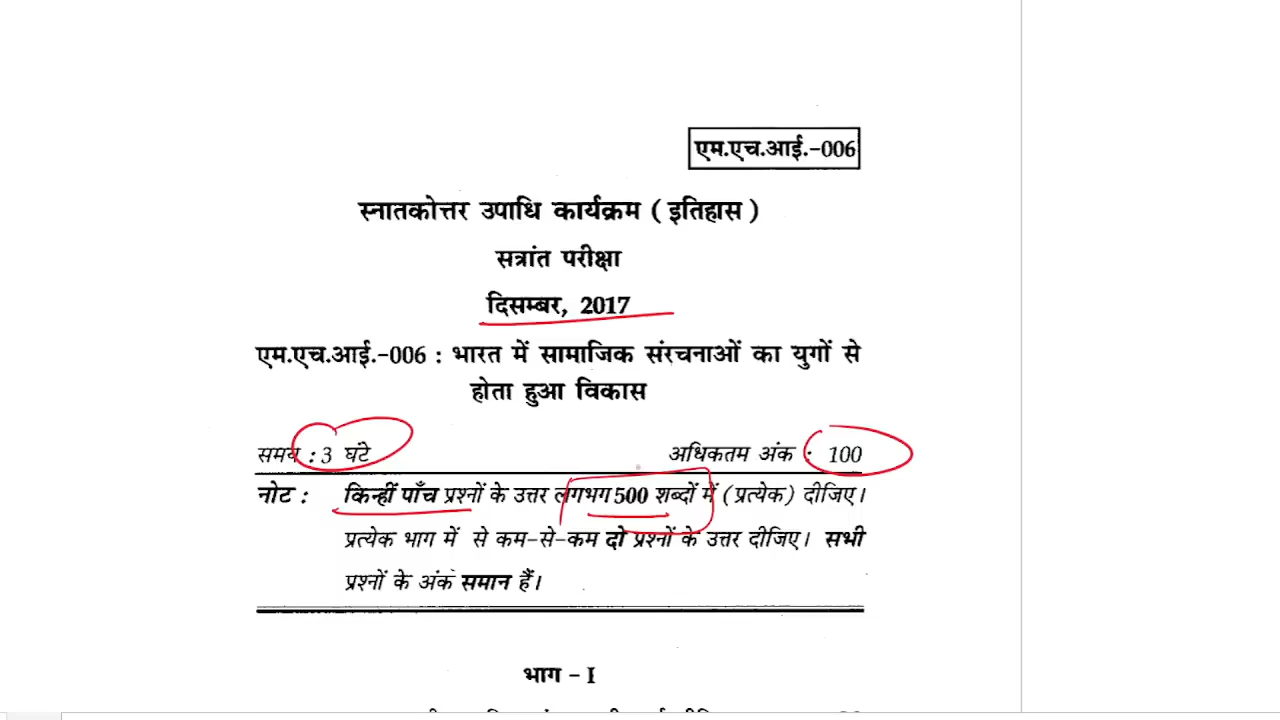 एम.एच.आई.-006
स्नातकोत्तर उपाधि कार्यक्रम ( इतिहास )
सत्रांत परीक्षा
दिसम्बर, 2017
एम.एच.आई.-006 : भारत में सामाजिक संरचनाओं का युगों से
होता हुआ विकास
समय : 3 घंटे अधिकतम अंक : 100
नोट : किन्हीं पाँच प्रश्नों के उत्तर लगभग 500 शब्दों में (प्रत्येक) दीजिए।
प्रत्येक भाग में से कम-से-कम दो प्रश्नों के उत्तर दीजिए। सभी
प्रश्नों के अंक समान हैं।
भाग - I